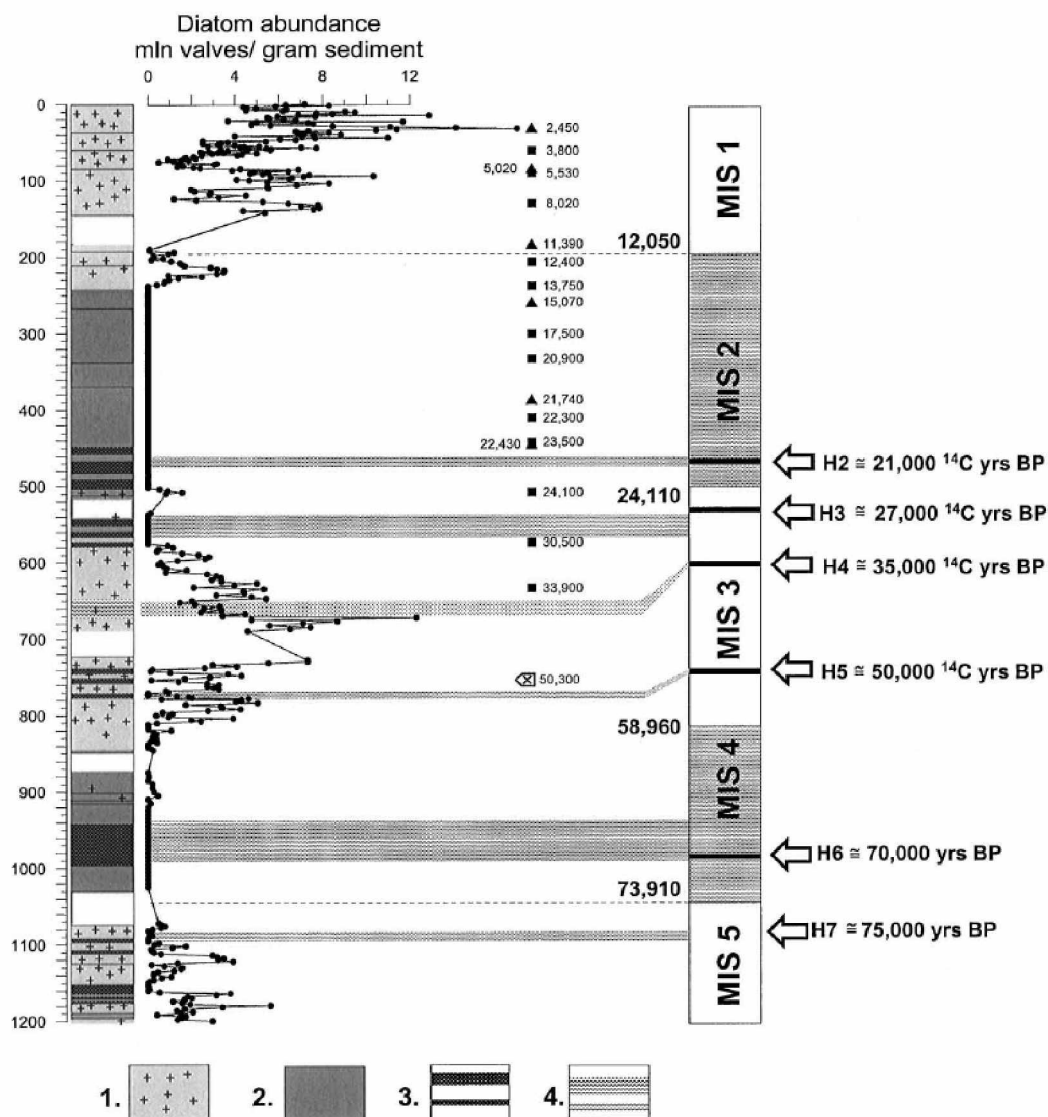 Diatom abundance
mln valves/ gram sediment
0 4 8 12
0
100
200
300
400
500
600
700
800
900
1000
1100
1200
2,450
3,800
5,020
5,530
8,020
11,390
12,050
12,400
13,750
15,070
17,500
20,900
21,740
22,300
22,430 23,500
24,100
24,110
30,500
33,900
50,300
58,960
73,910
MIS 1
MIS 2
MIS 3
MIS 4
MIS 5
H2 ≅ 21,000 ¹⁴C yrs BP
H3 ≅ 27,000 ¹⁴C yrs BP
H4 ≅ 35,000 ¹⁴C yrs BP
H5 ≅ 50,000 ¹⁴C yrs BP
H6 ≅ 70,000 yrs BP
H7 ≅ 75,000 yrs BP
1. 2. 3. 4.